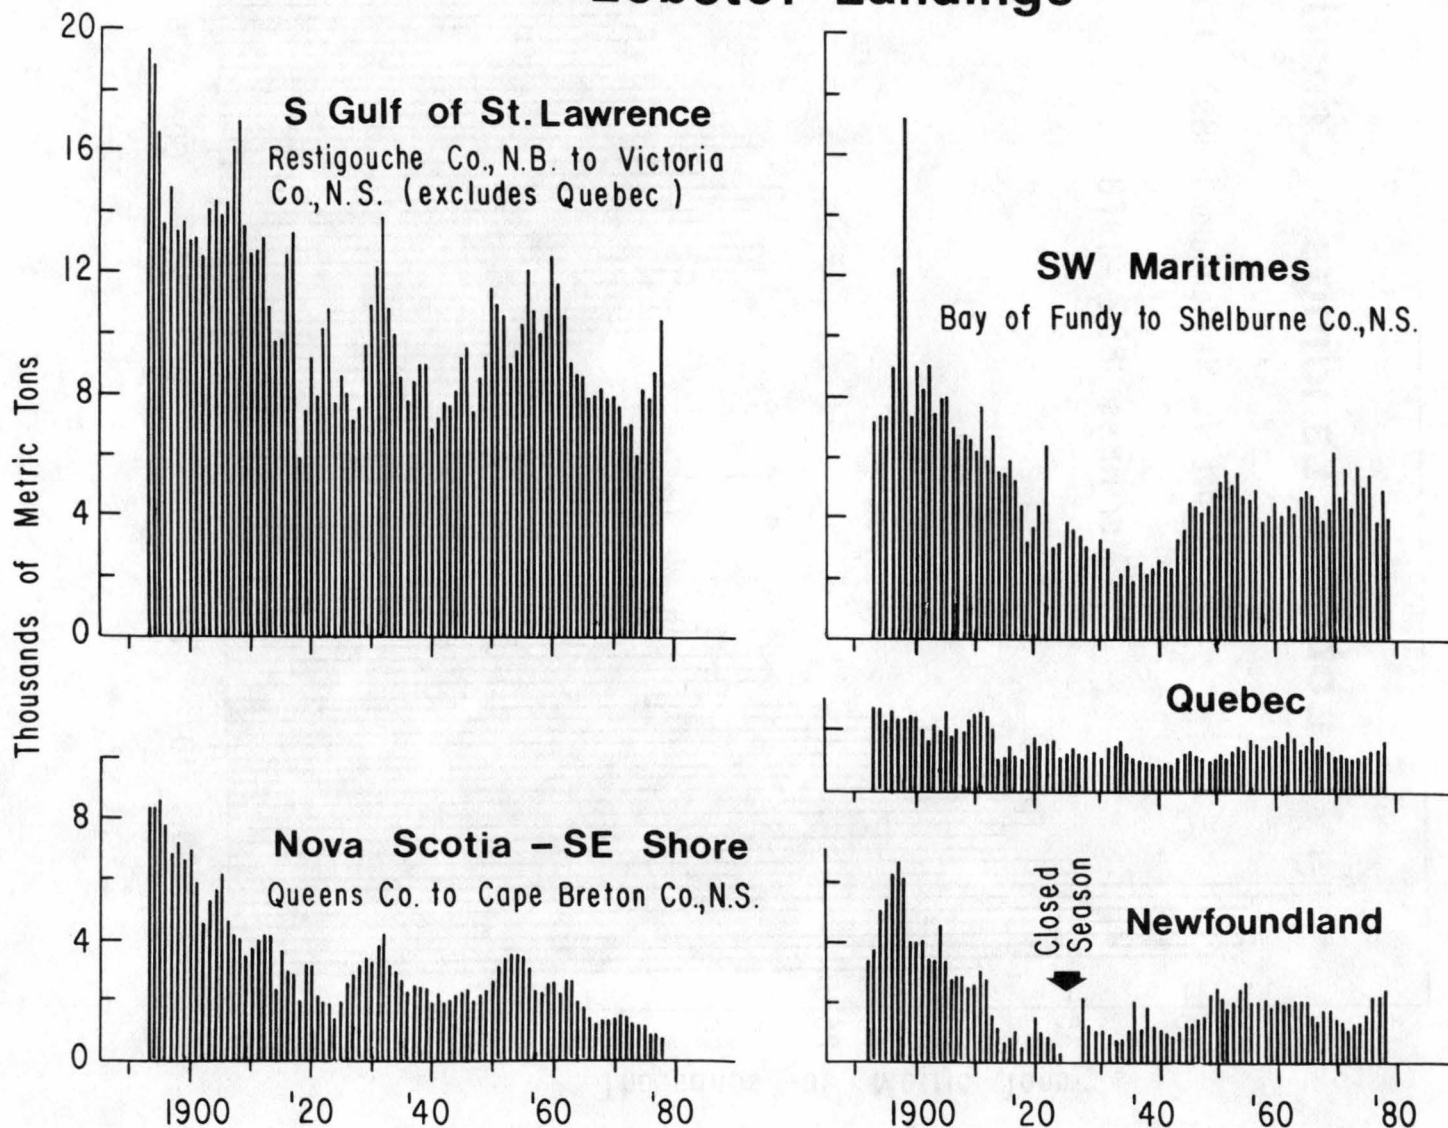 Lobster Landings
20
16
12
8
4
0
Thousands of Metric Tons
S Gulf of St. Lawrence
Restigouche Co., N.B. to Victoria
Co., N.S. (excludes Quebec)
SW Maritimes
Bay of Fundy to Shelburne Co., N.S.
Quebec
8
4
0
Nova Scotia – SE Shore
Queens Co. to Cape Breton Co., N.S.
Closed
Season
Newfoundland
1900 '20 '40 '60 '80
1900 '20 '40 '60 '80